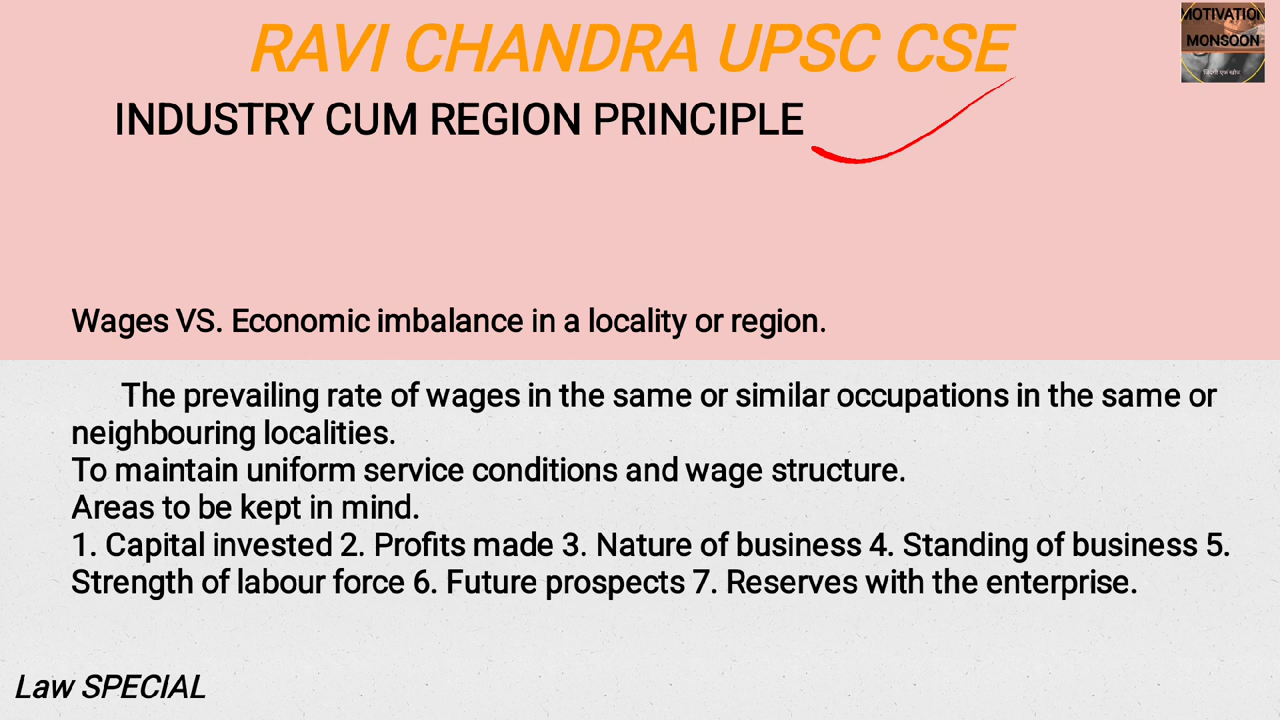 RAVI CHANDRA UPSC CSE
MOTIVATION
MONSOON
INDUSTRY CUM REGION PRINCIPLE
Wages VS. Economic imbalance in a locality or region.
The prevailing rate of wages in the same or similar occupations in the same or
neighbouring localities.
To maintain uniform service conditions and wage structure.
Areas to be kept in mind.
1. Capital invested 2. Profits made 3. Nature of business 4. Standing of business 5.
Strength of labour force 6. Future prospects 7. Reserves with the enterprise.
Law SPECIAL